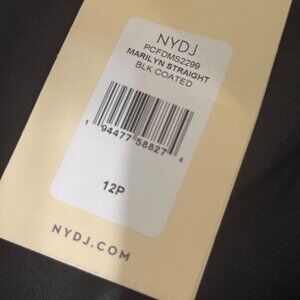 NYDJ
PCFDMS2299
MARILYN STRAIGHT
BLK COATED
1 94477 58827 4
12P
NYDJ.COM